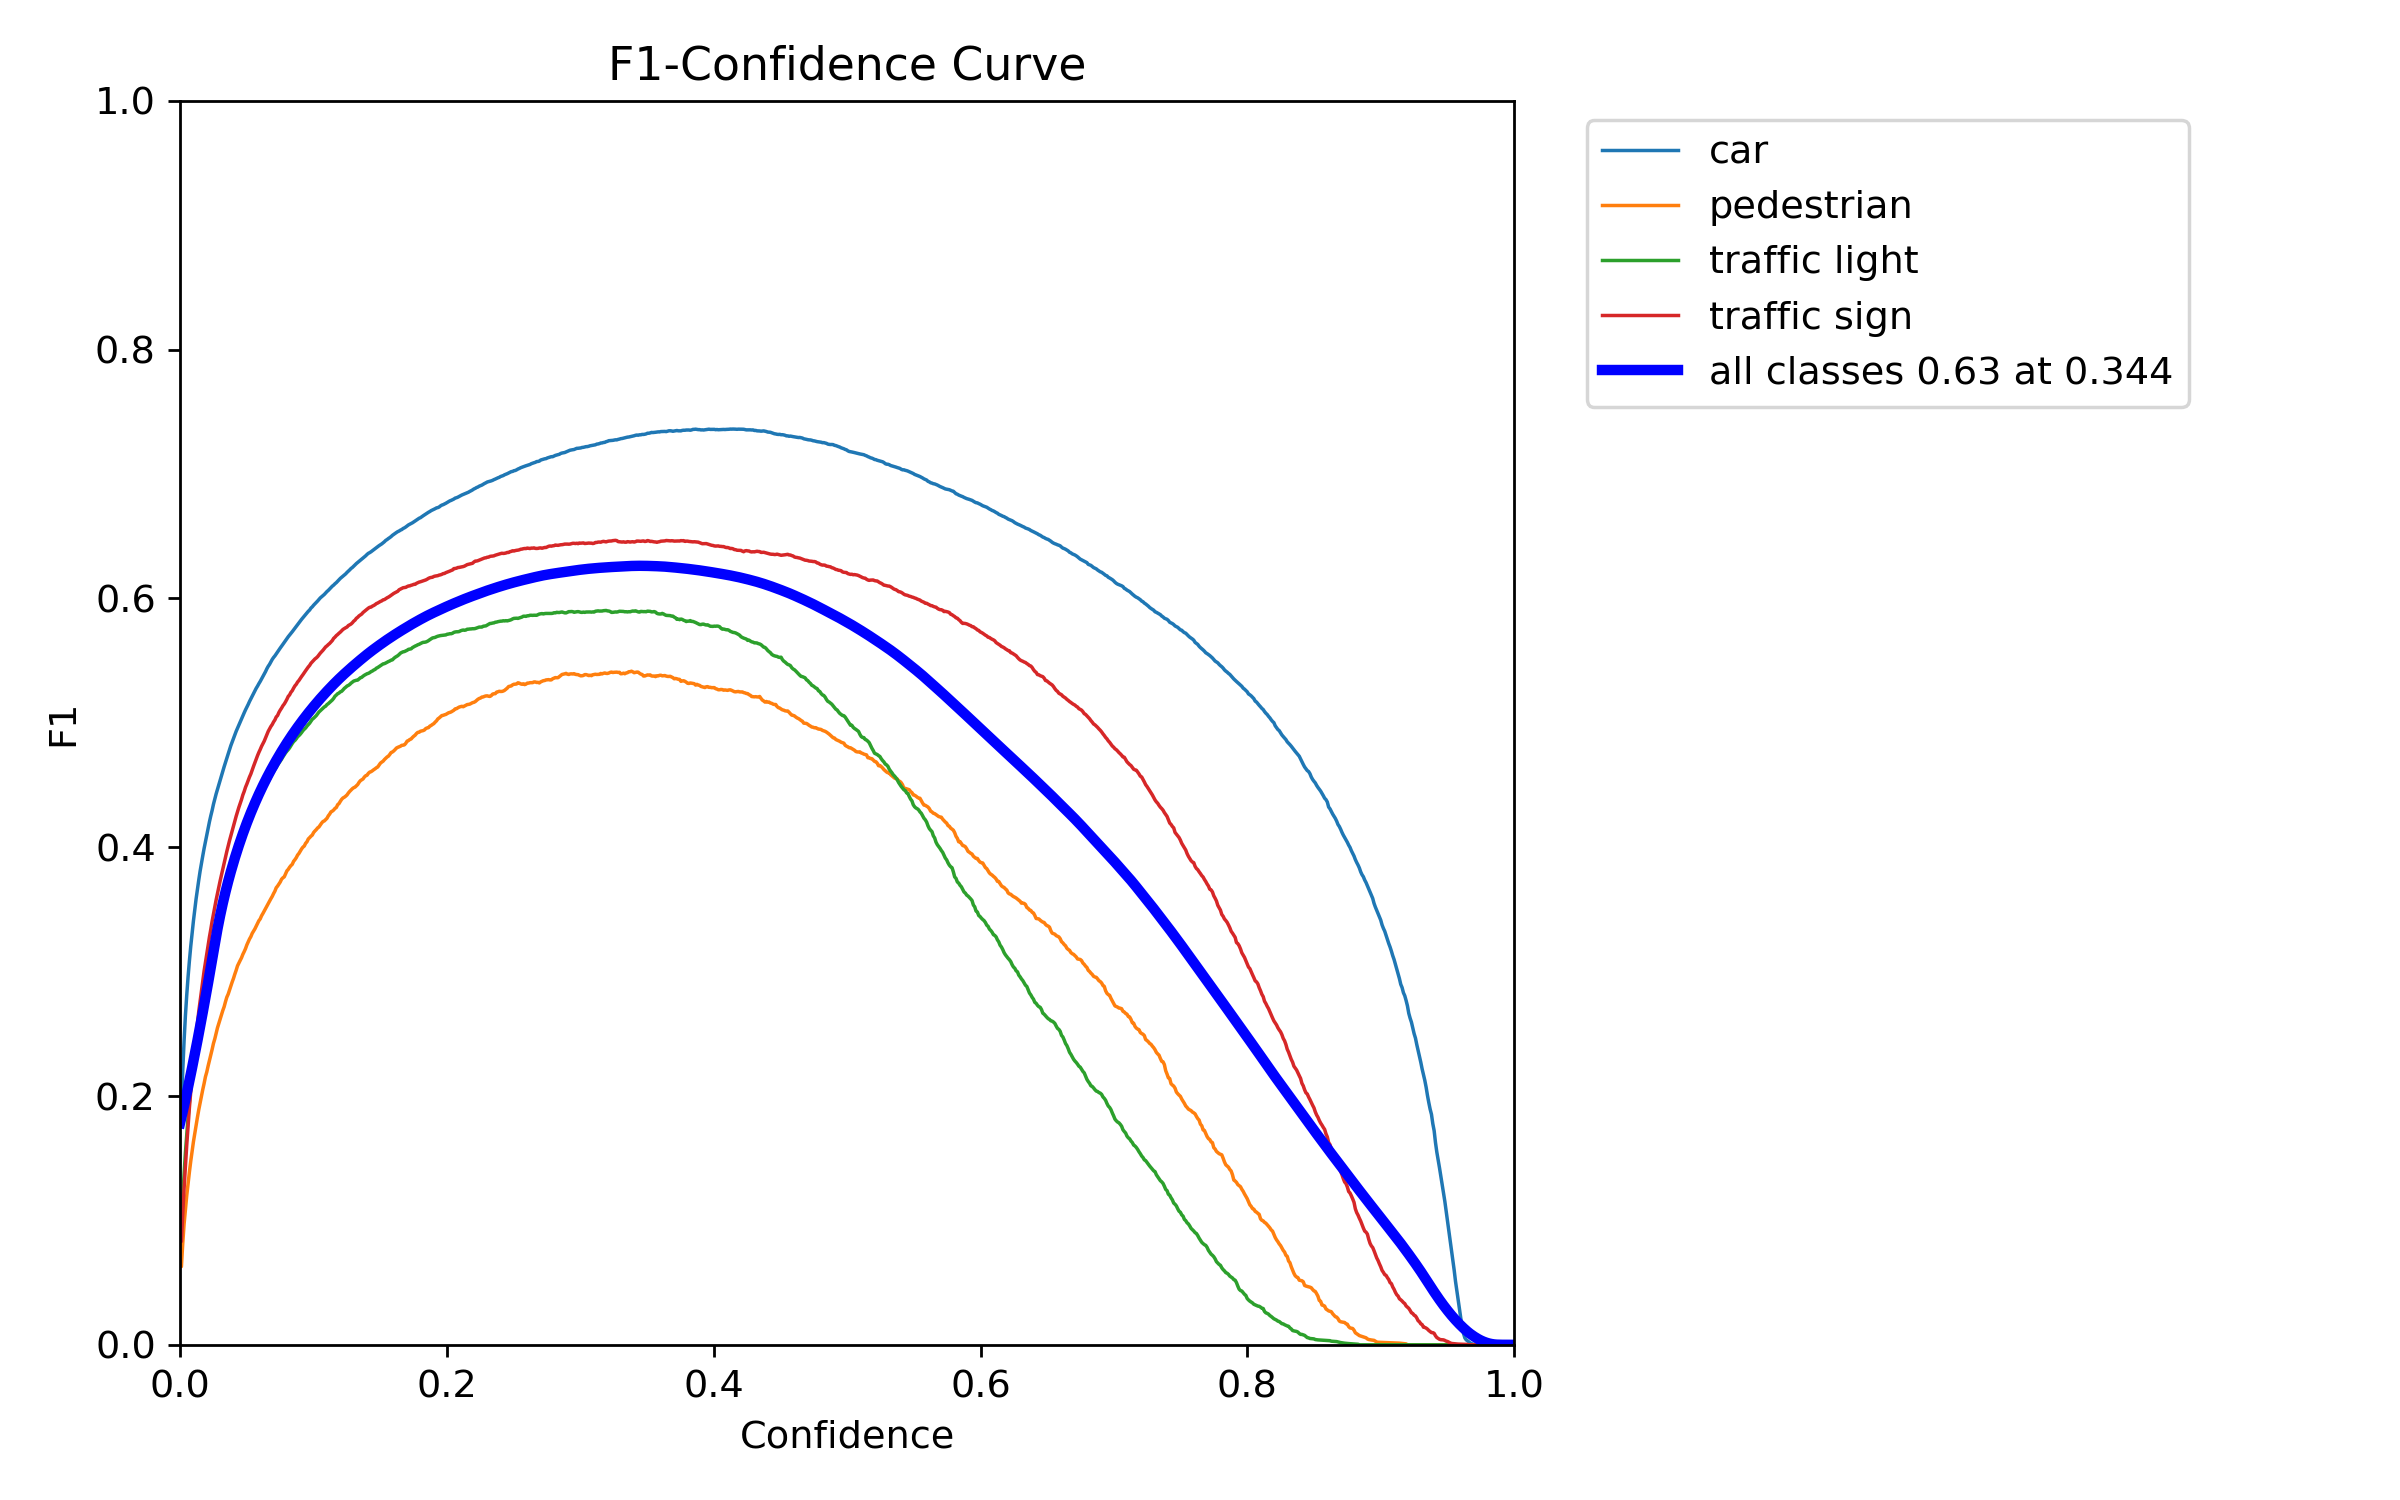 F1-Confidence Curve
1.0
0.8
0.6
0.4
0.2
0.0
F1
0.0 0.2 0.4 0.6 0.8 1.0
Confidence
car
pedestrian
traffic light
traffic sign
all classes 0.63 at 0.344